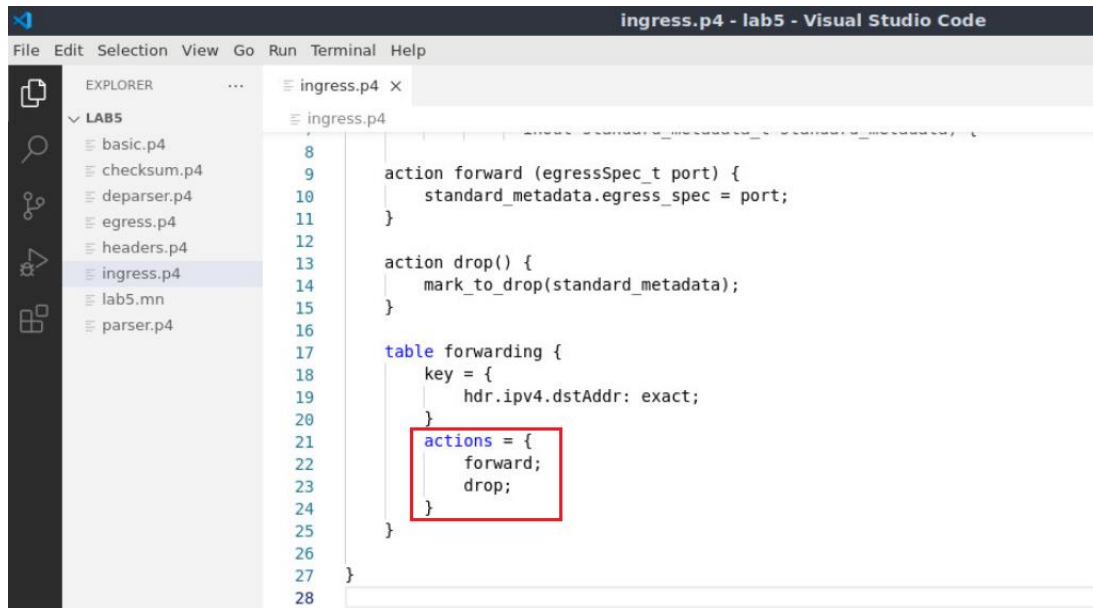 ingress.p4 - lab5 - Visual Studio Code
File Edit Selection View Go Run Terminal Help
EXPLORER ...
LAB5
basic.p4
checksum.p4
deparser.p4
egress.p4
headers.p4
ingress.p4
lab5.mn
parser.p4
ingress.p4 ×
ingress.p4
8
9 action forward (egressSpec_t port) {
10 standard_metadata.egress_spec = port;
11 }
12
13 action drop() {
14 mark_to_drop(standard_metadata);
15 }
16
17 table forwarding {
18 key = {
19 hdr.ipv4.dstAddr: exact;
20 }
21 actions = {
22 forward;
23 drop;
24 }
25 }
26
27 }
28